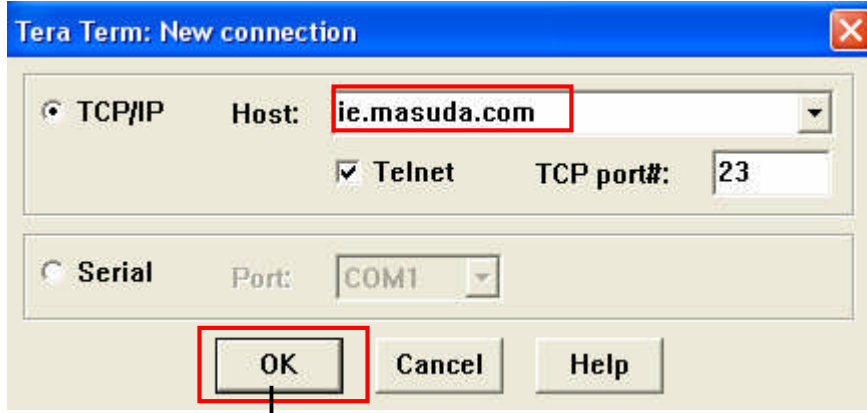 Tera Term: New connection
TCP/IP Host: ie.masuda.com
Telnet TCP port#: 23
Serial Port: COM1
OK Cancel Help